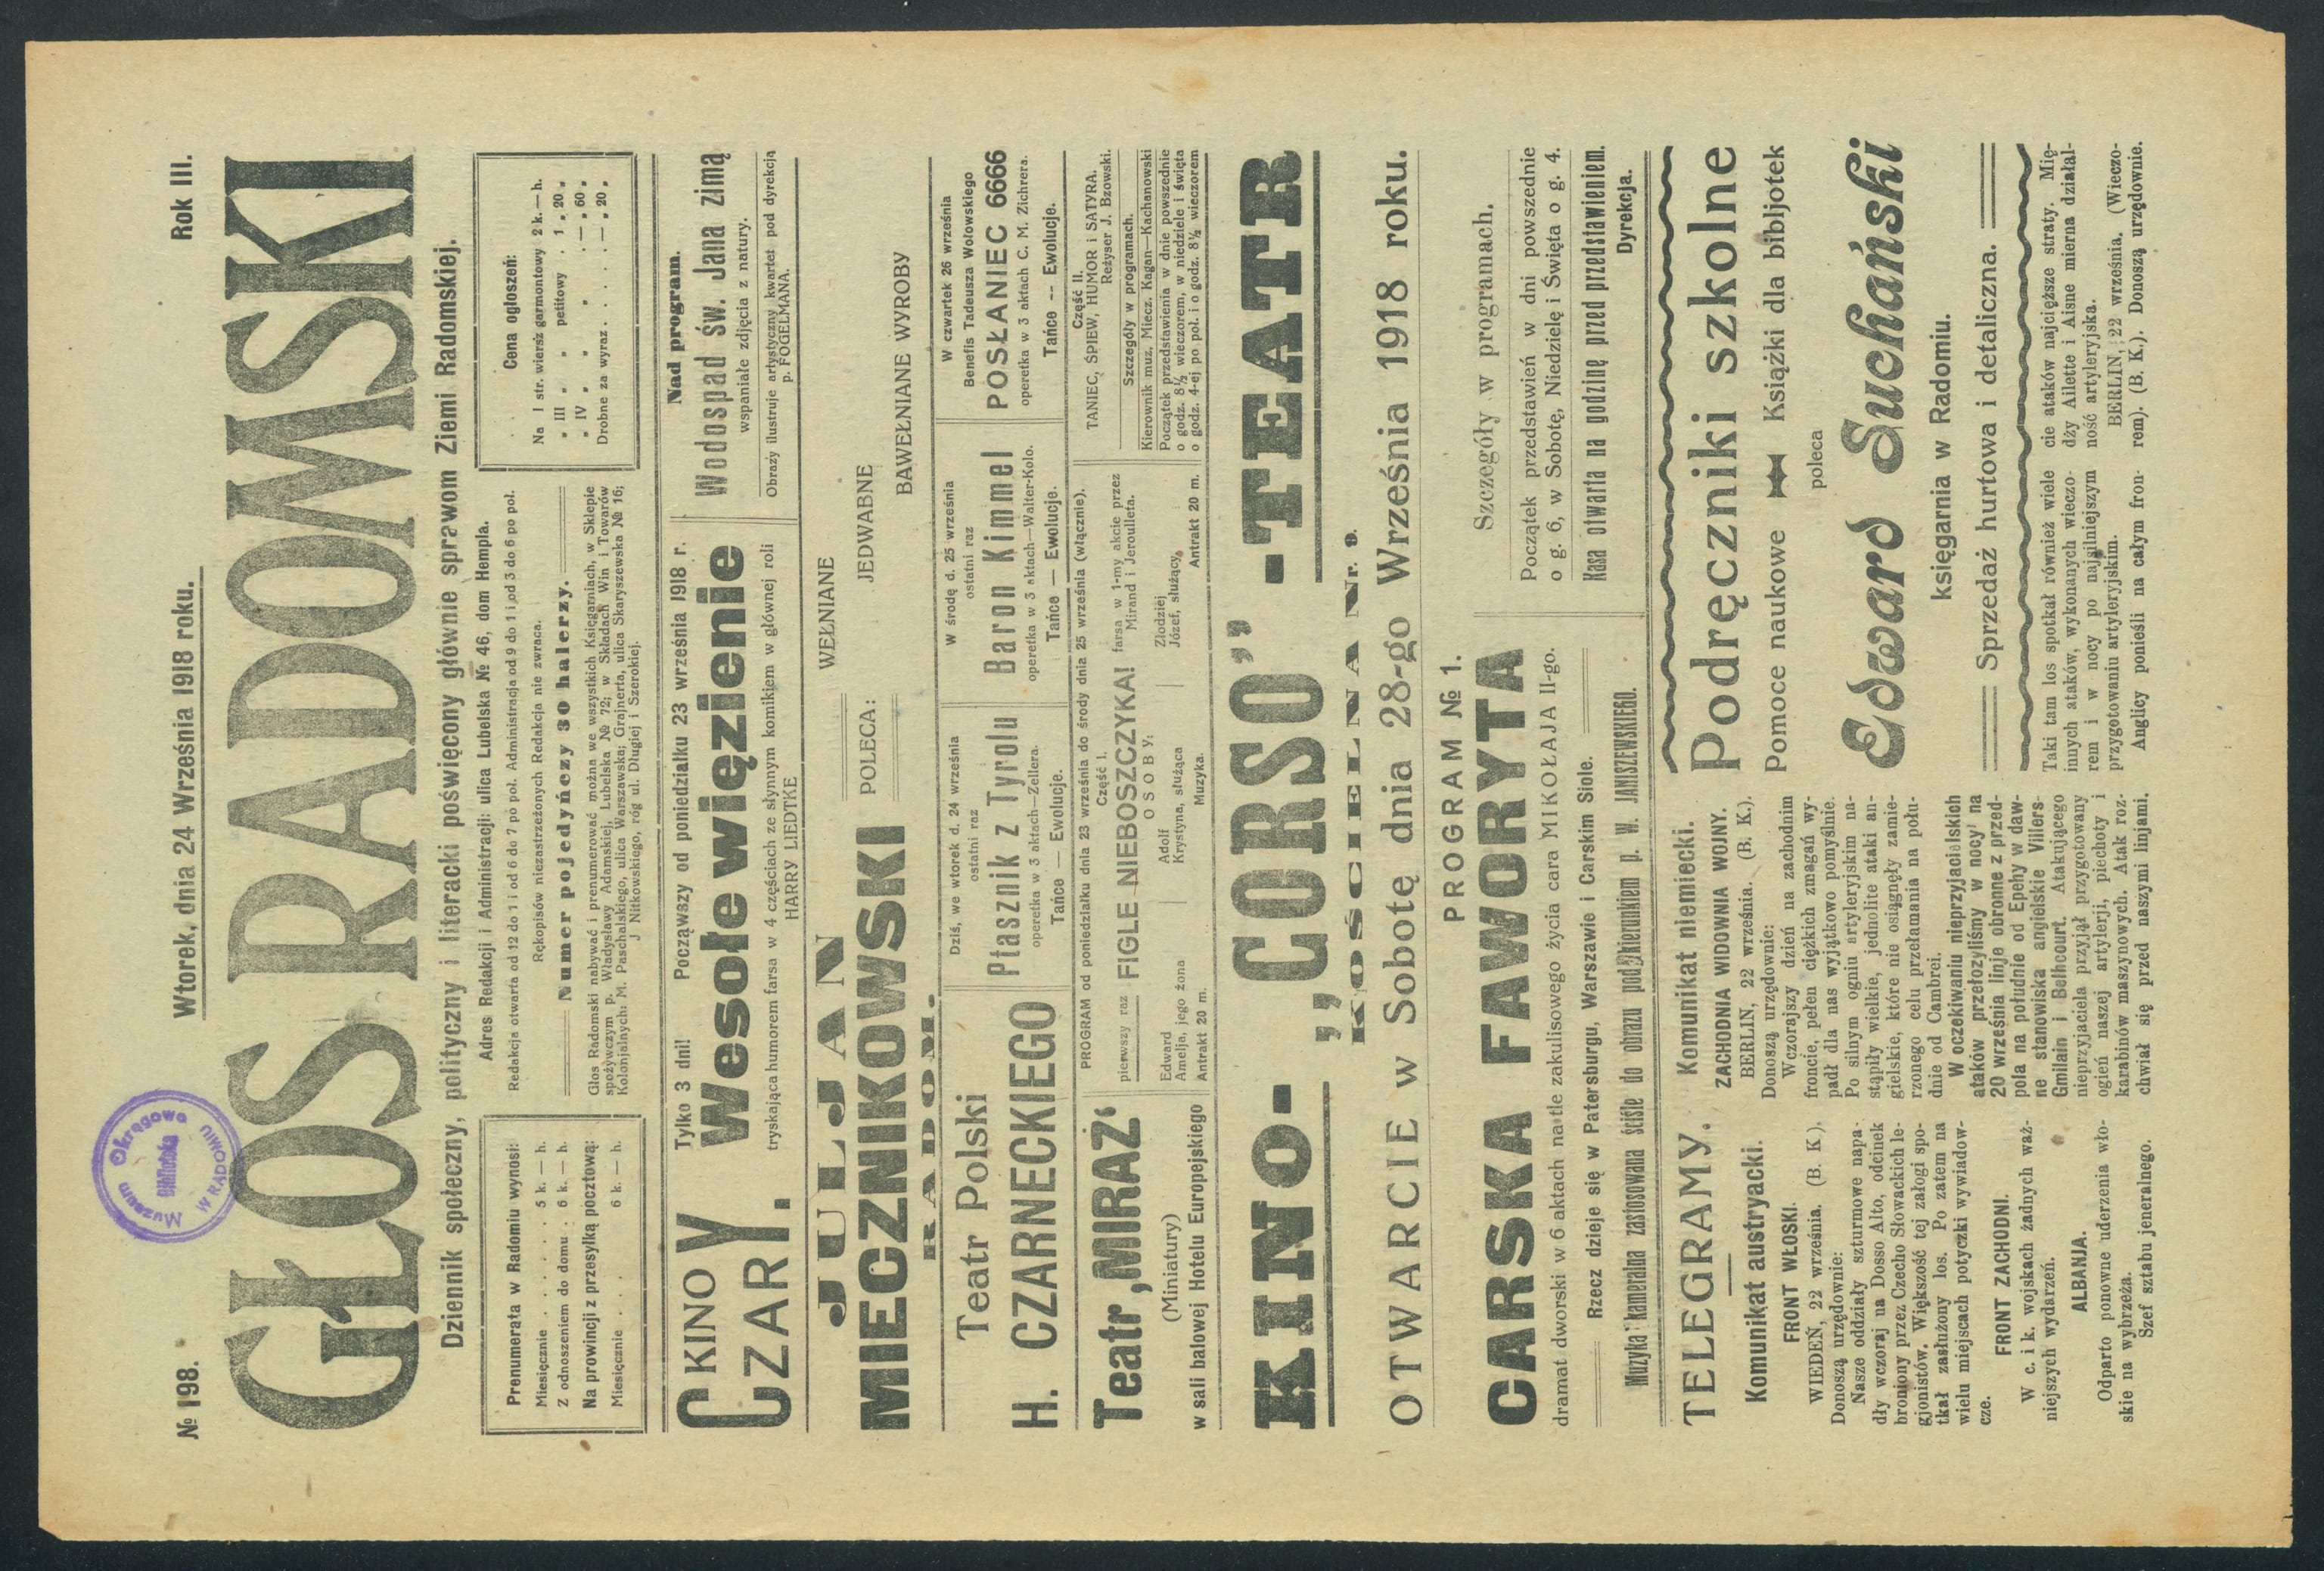 № 198.
Wtorek, dnia 24 Września 1918 roku.
Rok III.
Muzeum Okręgowe
W RADOMIU
GŁOS RADOMSKI
Dziennik społeczny, polityczny i literacki poświęcony głównie sprawom Ziemi Radomskiej.
Prenumerata w Radomiu wynosi:
Miesięcznie . . . . . . 5 k. — h.
Z odnoszeniem do domu : 6 k. — h.
Na prowincji z przesyłką pocztową:
Miesięcznie . . . 6 k. — h.
Adres Redakcji i Administracji: ulica Lubelska № 46, dom Hempla.
Redakcja otwarta od 12 do 1 i od 6 do 7 po poł. Administracja od 9 do 1 i od 3 do 6 po poł.
Rękopisów niezastrzeżonych Redakcja nie zwraca.
Numer pojedyńczy 30 halerzy.
Głos Radomski nabywać i prenumerować można we wszystkich Księgarniach, w Sklepie
spożywczym p. Władysławy Adamskiej, Lubelska № 72; w Składach Win i Towarów
Kolonjalnych: M. Paschalskiego, ulica Warszawska; Grajnerta, ulica Skaryszewska № 16;
J Nitkowskiego, róg ul. Długiej i Szerokiej.
Cena ogłoszeń:
Na I str. wiersz garmontowy 2 k. — h.
„ III „ „ petitowy . 1 „ 20 „
„ IV „ „ „ . — „ 60 „
Drobne za wyraz . . . . . — „ 20 „
KINO
CZARY.
Tylko 3 dni! Począwszy od poniedziałku 23 września 1918 r.
Wesołe więzienie
tryskająca humorem farsa w 4 częściach ze słynnym komikiem w głównej roli
HARRY LIEDTKE
Nad program.
Wodospad św. Jana zimą
wspaniałe zdjęcia z natury.
Obrazy ilustruje artystyczny kwartet pod dyrekcją
p. FOGELMANA.
JULJAN
MIECZNIKOWSKI
RADOM.
POLECA:
WEŁNIANE
JEDWABNE
BAWEŁNIANE WYROBY
Teatr Polski
H. CZARNECKIEGO
Dziś, we wtorek d. 24 września
ostatni raz
Ptasznik z Tyrolu
operetka w 3 aktach—Zellera.
Tańce — Ewolucje.
W środę d. 25 września
ostatni raz
Baron Kimmel
operetka w 3 aktach—Walter-Kolo.
Tańce — Ewolucje.
W czwartek 26 września
Benefis Tadeusza Wołowskiego
POSŁANIEC 6666
operetka w 3 aktach C. M. Zichrera.
Tańce -- Ewolucje.
Teatr „MIRAŻ“
(Miniatury)
w sali balowej Hotelu Europejskiego
PROGRAM od poniedziałku dnia 23 września do środy dnia 25 września (włącznie).
Część I.
pierwszy raz FIGLE NIEBOSZCZYKA! farsa w 1-my akcie przez
Mirand i Jeroulleta.
OSOBY:
Edward
Amelja, jego żona
Adolf
Krystyna, służąca
Złodziej
Józef, służący
Antrakt 20 m. Muzyka. Antrakt 20 m.
Część II.
TANIEC, ŚPIEW, HUMOR i SATYRA.
Reżyser J. Bzowski.
Szczegóły w programach.
Kierownik muz. Miecz. Kagan—Kachanowski
Początek przedstawienia w dnie powszednie
o godz. 8½ wieczorem, w niedziele i święta
o godz. 4-ej po poł. i o godz. 8½ wieczorem
KINO- „CORSO” -TEATR
KOŚCIELNA Nr. 9.
OTWARCIE w Sobotę dnia 28-go Września 1918 roku.
PROGRAM № 1.
CARSKA FAWORYTA
dramat dworski w 6 aktach na tle zakulisowego życia cara MIKOŁAJA II-go.
Rzecz dzieje się w Patersburgu, Warszawie i Carskim Siole.
Muzyka kameralna zastosowana ściśle do obrazu pod kierunkiem p. W. JANISZEWSKIEGO.
Szczegóły w programach.
Początek przedstawień w dni powszednie
o g. 6, w Sobotę, Niedzielę i Święta o g. 4.
Kasa otwarta na godzinę przed przedstawieniem.
Dyrekcja.
TELEGRAMY.
Komunikat austryacki.
FRONT WŁOSKI.
WIEDEŃ, 22 września. (B. K).
Donoszą urzędownie:
Nasze oddziały szturmowe napa-
dły wczoraj na Dosso Alto, odcinek
broniony przez Czecho Słowackich le-
gjonistów. Większość tej załogi spo-
tkał zasłużony los. Po zatem na
wielu miejscach potyczki wywiadow-
cze.
FRONT ZACHODNI.
W c. i k. wojskach żadnych waż-
niejszych wydarzeń.
ALBANJA.
Odparto ponowne uderzenia wło-
skie na wybrzeża.
Szef sztabu jeneralnego.
Komunikat niemiecki.
ZACHODNIA WIDOWNIA WOJNY.
BERLIN, 22 września. (B. K).
Donoszą urzędownie:
Wczorajszy dzień na zachodnim
froncie, pełen ciężkich zmagań wy-
padł dla nas wyjątkowo pomyślnie.
Po silnym ogniu artyleryjskim na-
stąpiły wielkie, jednolite ataki an-
gielskie, które nie osiągnęły zamie-
rzonego celu przełamania na połu-
dnie od Cambrei.
W oczekiwaniu nieprzyjacielskich
ataków przełożyliśmy w nocy na
20 września linje obronne z przed-
pola na południe od Epehy w daw-
ne stanowiska angielskie Villers-
Gmilain i Bellhcourt. Atakującego
nieprzyjaciela przyjął przygotowany
ogień naszej artylerji, piechoty i
karabinów maszynowych. Atak roz-
chwiał się przed naszymi linjami.
Podręczniki szkolne
Pomoce naukowe Książki dla bibljotek
poleca
Edward Suchański
księgarnia w Radomiu.
Sprzedaż hurtowa i detaliczna.
Taki tam los spotkał również wiele
innych ataków, wykonanych wieczo-
rem i w nocy po najsilniejszym
przygotowaniu artyleryjskim.
Anglicy ponieśli na całym fron-
cie ataków najcięższe straty. Mię-
dży Ailette i Aisne mierna działal-
ność artyleryjska.
BERLIN, 22 września. (Wieczo-
rem). (B. K.). Donoszą urzędownie.